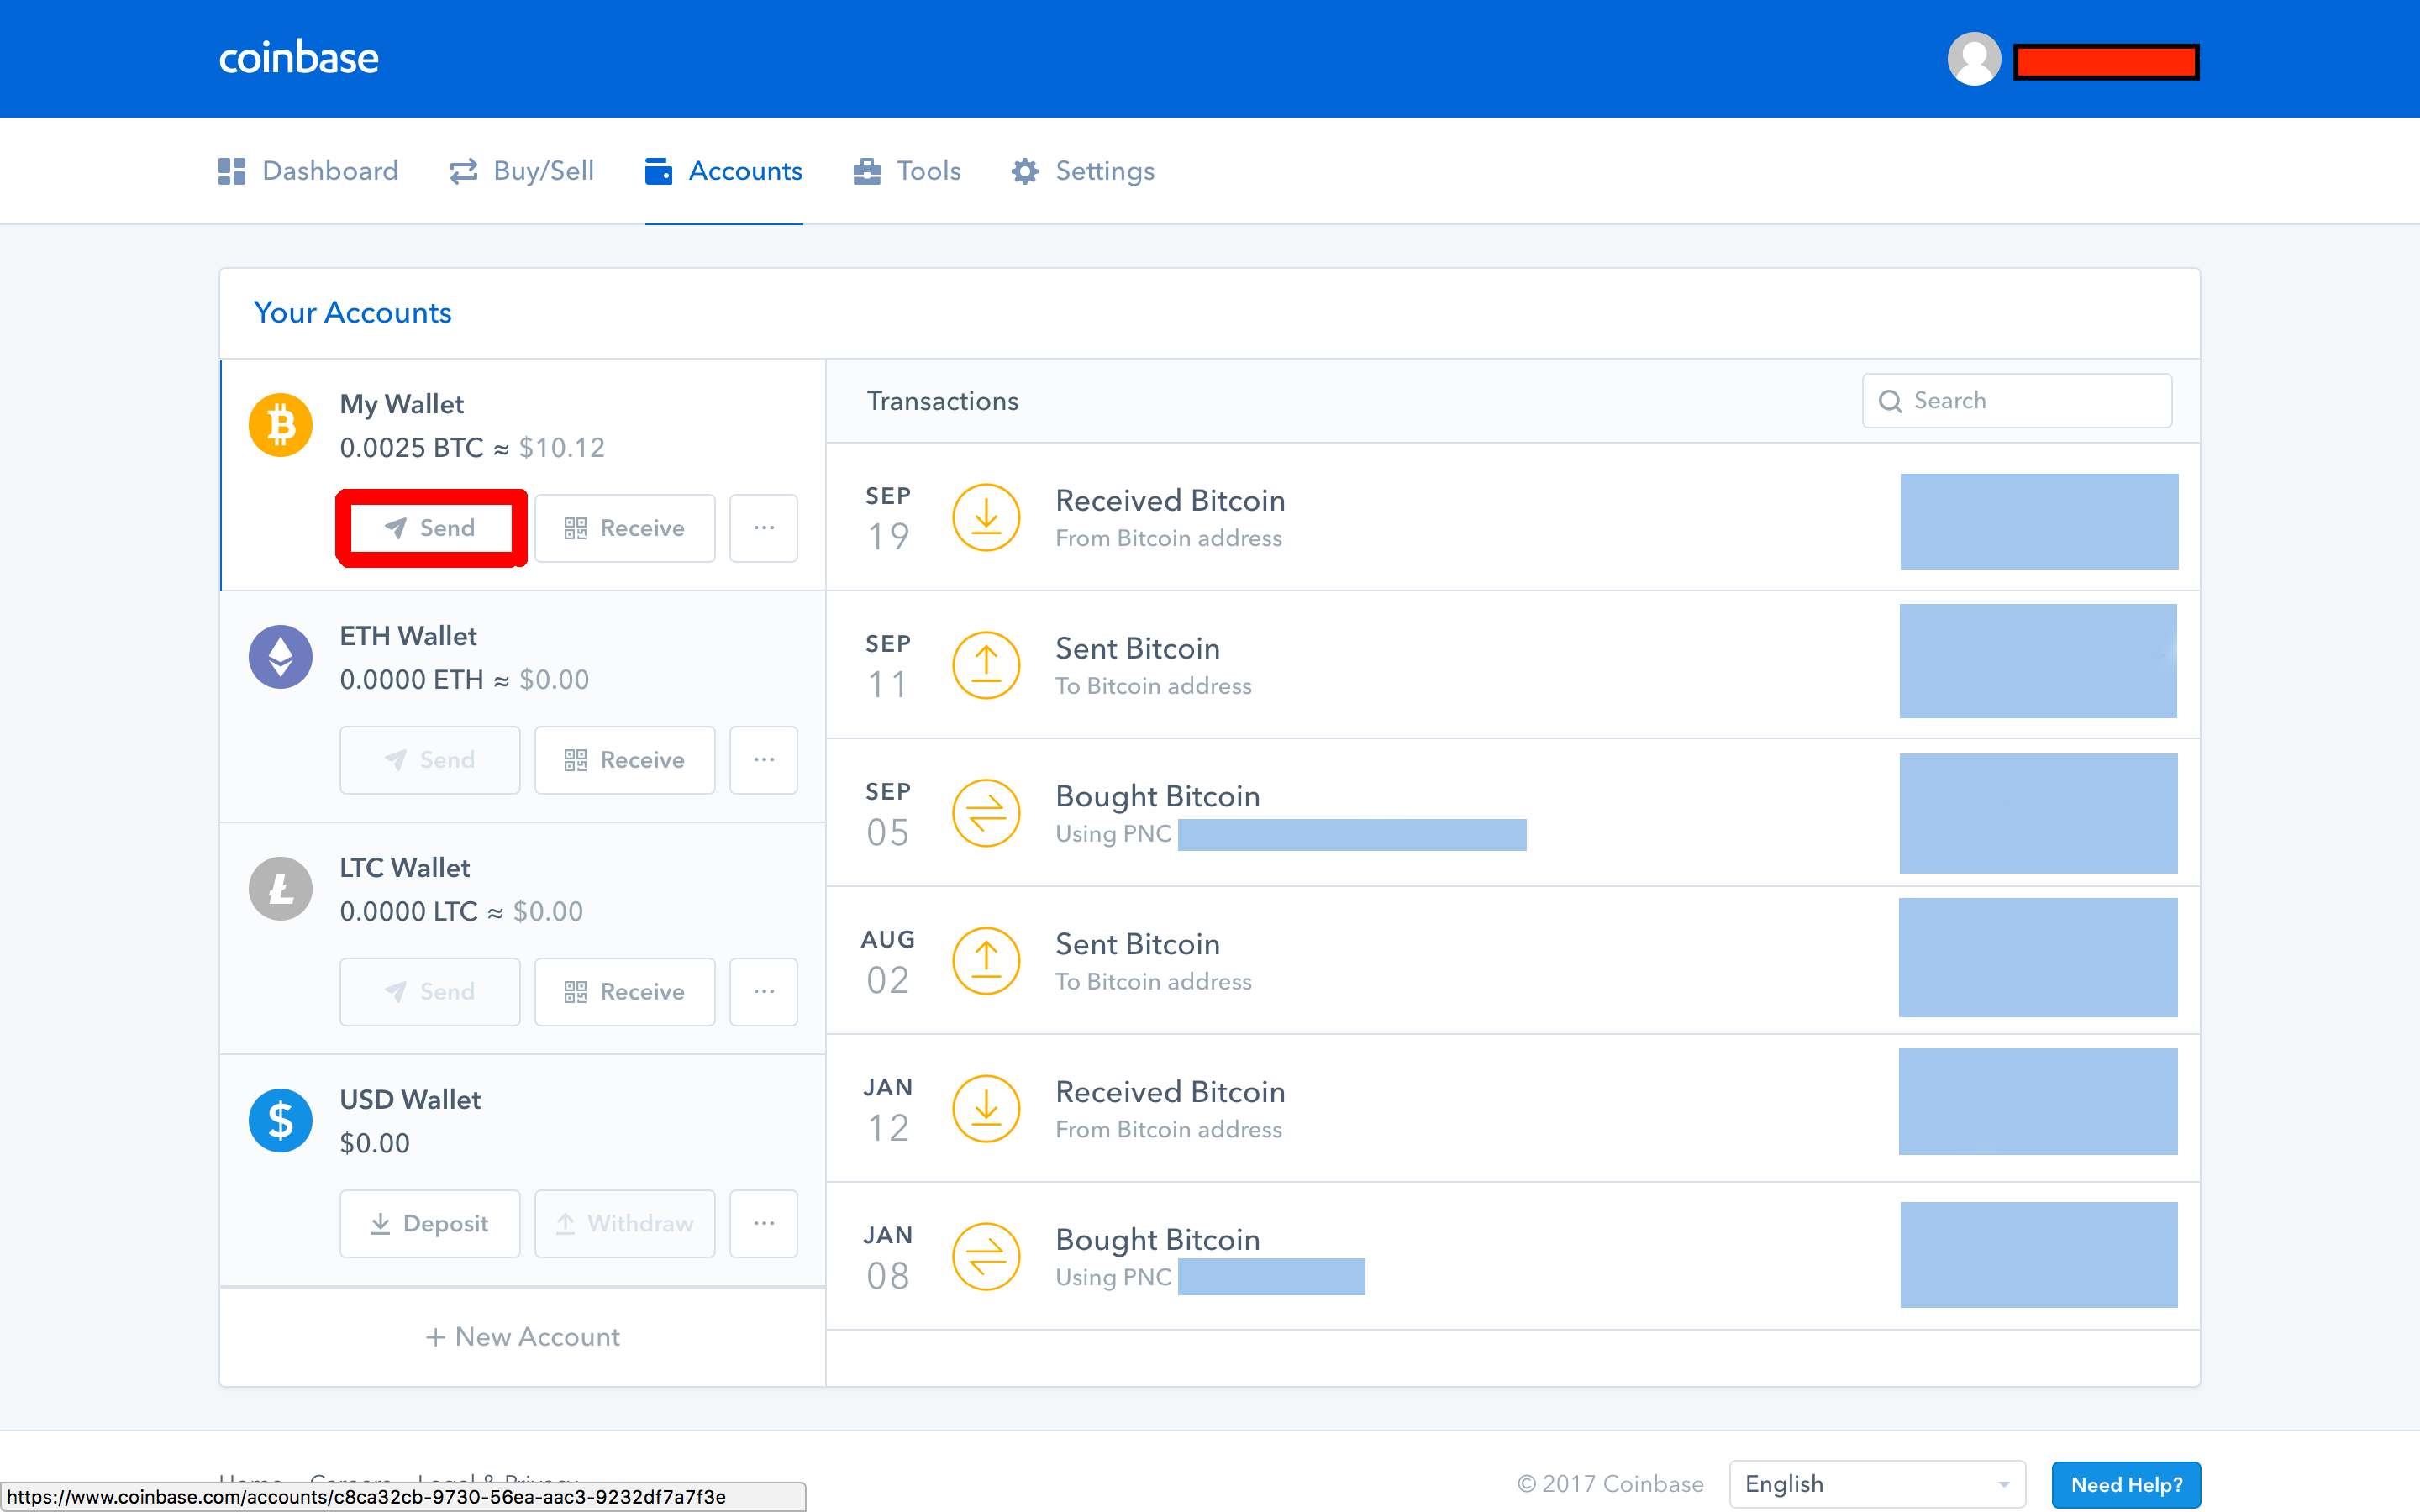 coinbase
Dashboard
Buy/Sell
Accounts
Tools
Settings
Your Accounts
My Wallet
0.0025 BTC ≈ $10.12
Send
Receive
...
ETH Wallet
0.0000 ETH ≈ $0.00
Send
Receive
...
LTC Wallet
0.0000 LTC ≈ $0.00
Send
Receive
...
USD Wallet
$0.00
Deposit
Withdraw
...
+ New Account
Transactions
Search
SEP
19
Received Bitcoin
From Bitcoin address
SEP
11
Sent Bitcoin
To Bitcoin address
SEP
05
Bought Bitcoin
Using PNC
AUG
02
Sent Bitcoin
To Bitcoin address
JAN
12
Received Bitcoin
From Bitcoin address
JAN
08
Bought Bitcoin
Using PNC
Home Careers Legal & Privacy
© 2017 Coinbase
English
Need Help?
https://www.coinbase.com/accounts/c8ca32cb-9730-56ea-aac3-9232df7a7f3e